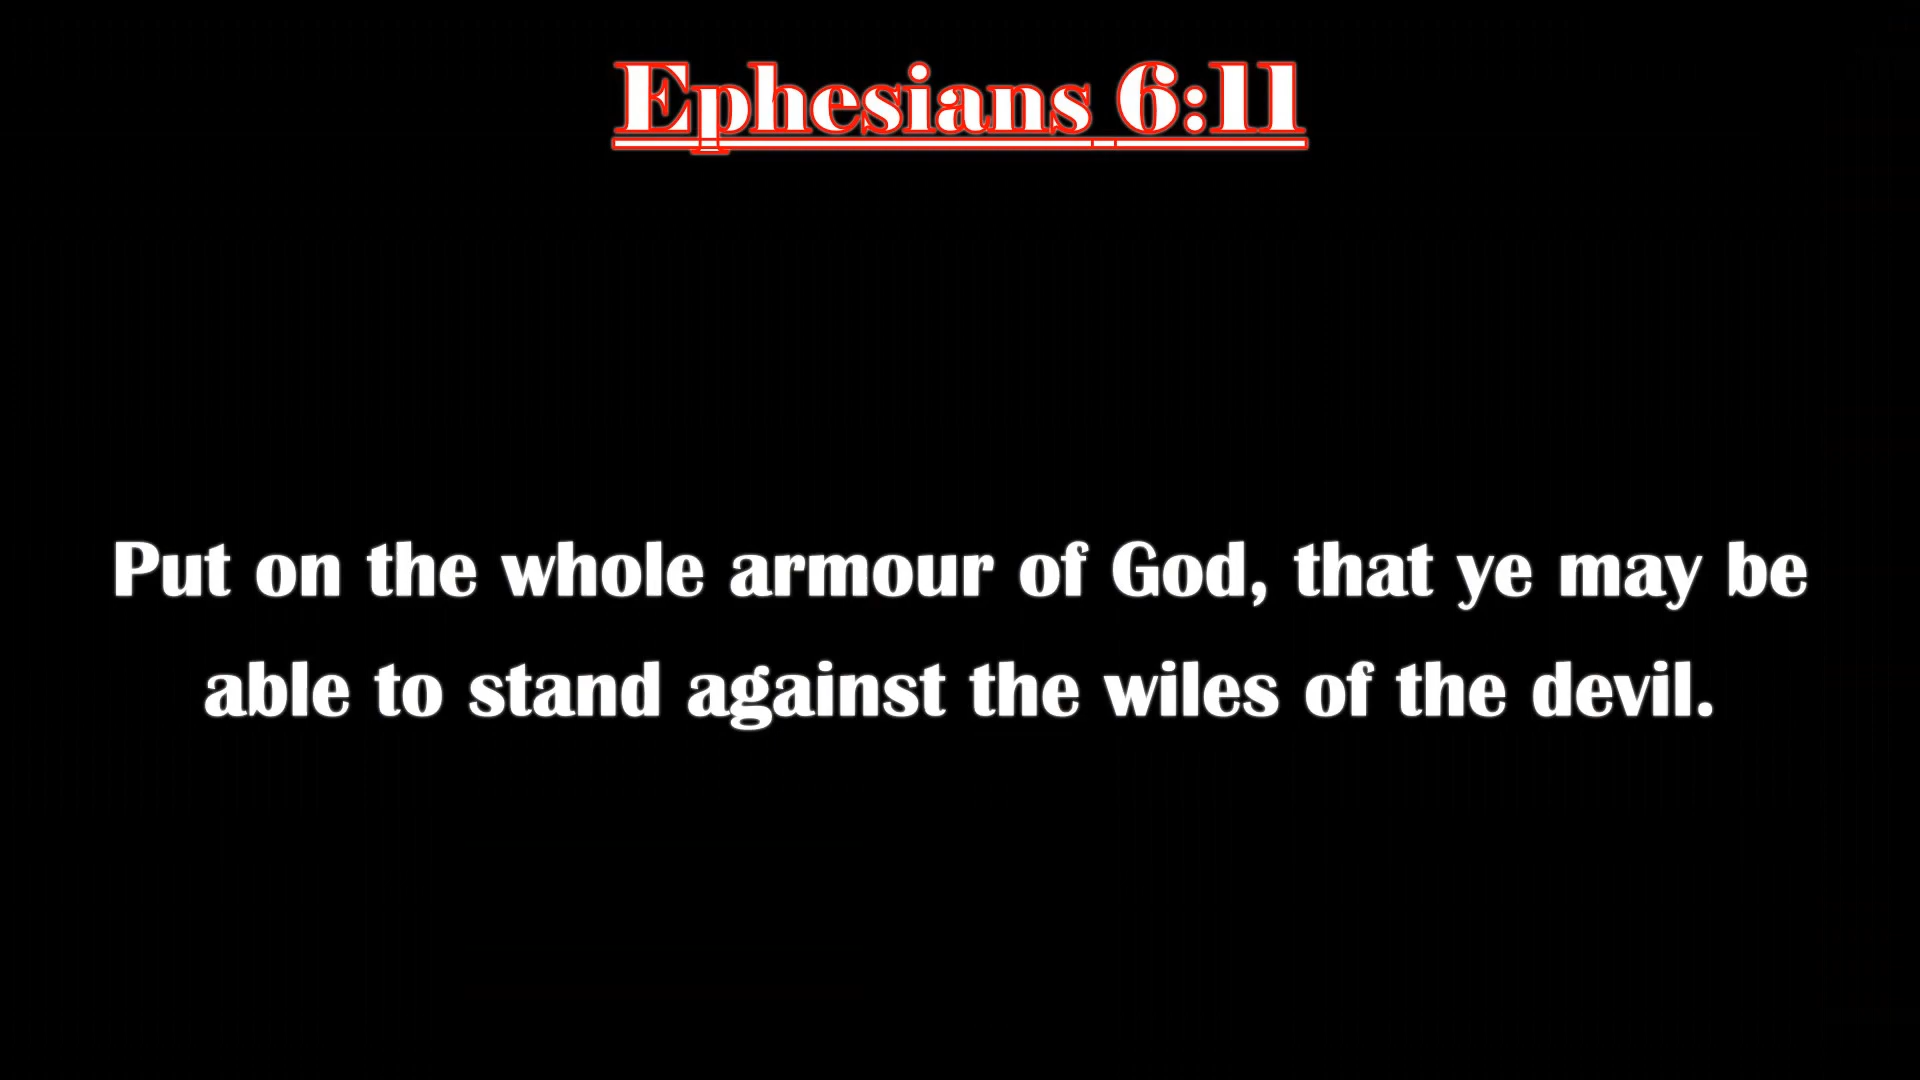 Ephesians 6:11
Put on the whole armour of God, that ye may be
able to stand against the wiles of the devil.